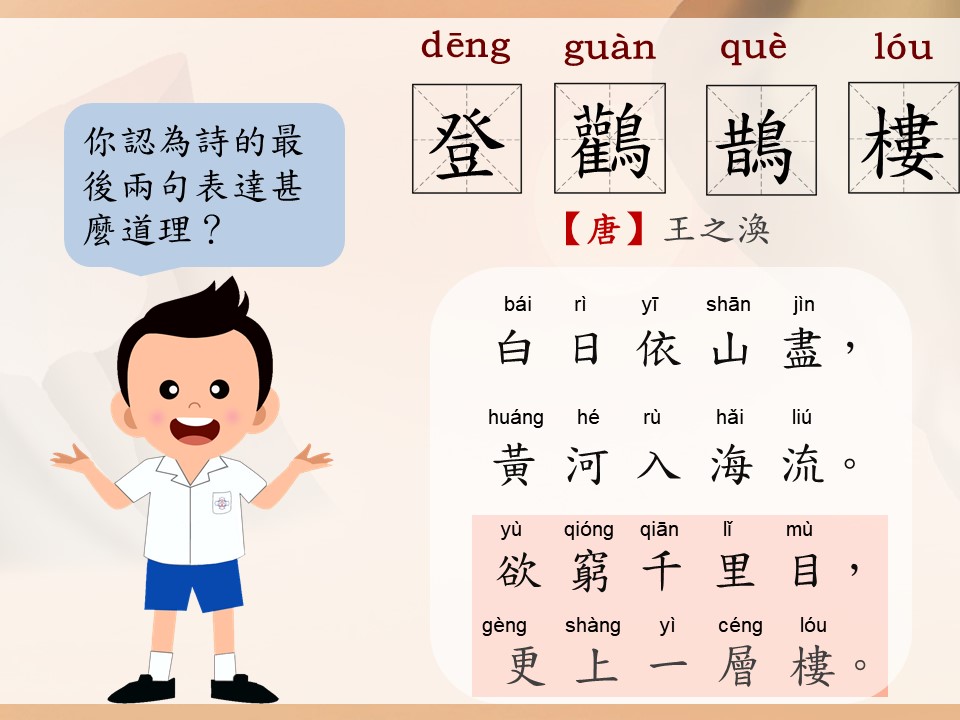 dēng guàn què lóu
登 鸛 鵲 樓
【唐】王之渙
你認為詩的最
後兩句表達甚
麼道理？
bái rì yī shān jìn
白日依山盡，
huáng hé rù hǎi liú
黃河入海流。
yù qióng qiān lǐ mù
欲窮千里目，
gèng shàng yì céng lóu
更上一層樓。